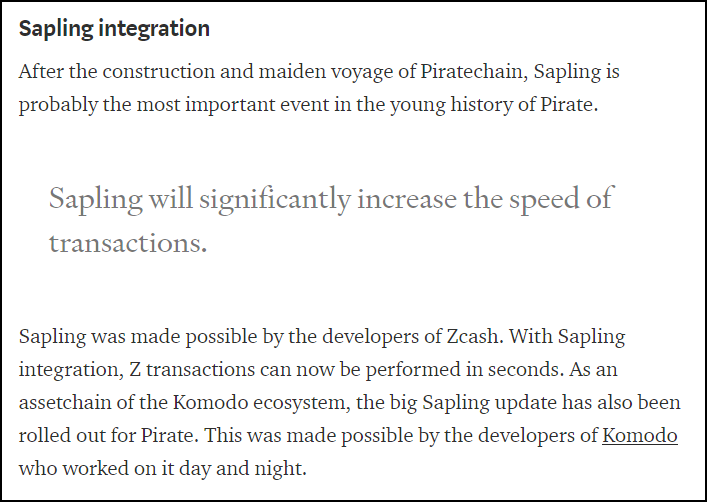 Sapling integration
After the construction and maiden voyage of Piratechain, Sapling is
probably the most important event in the young history of Pirate.
Sapling will significantly increase the speed of
transactions.
Sapling was made possible by the developers of Zcash. With Sapling
integration, Z transactions can now be performed in seconds. As an
assetchain of the Komodo ecosystem, the big Sapling update has also been
rolled out for Pirate. This was made possible by the developers of Komodo
who worked on it day and night.